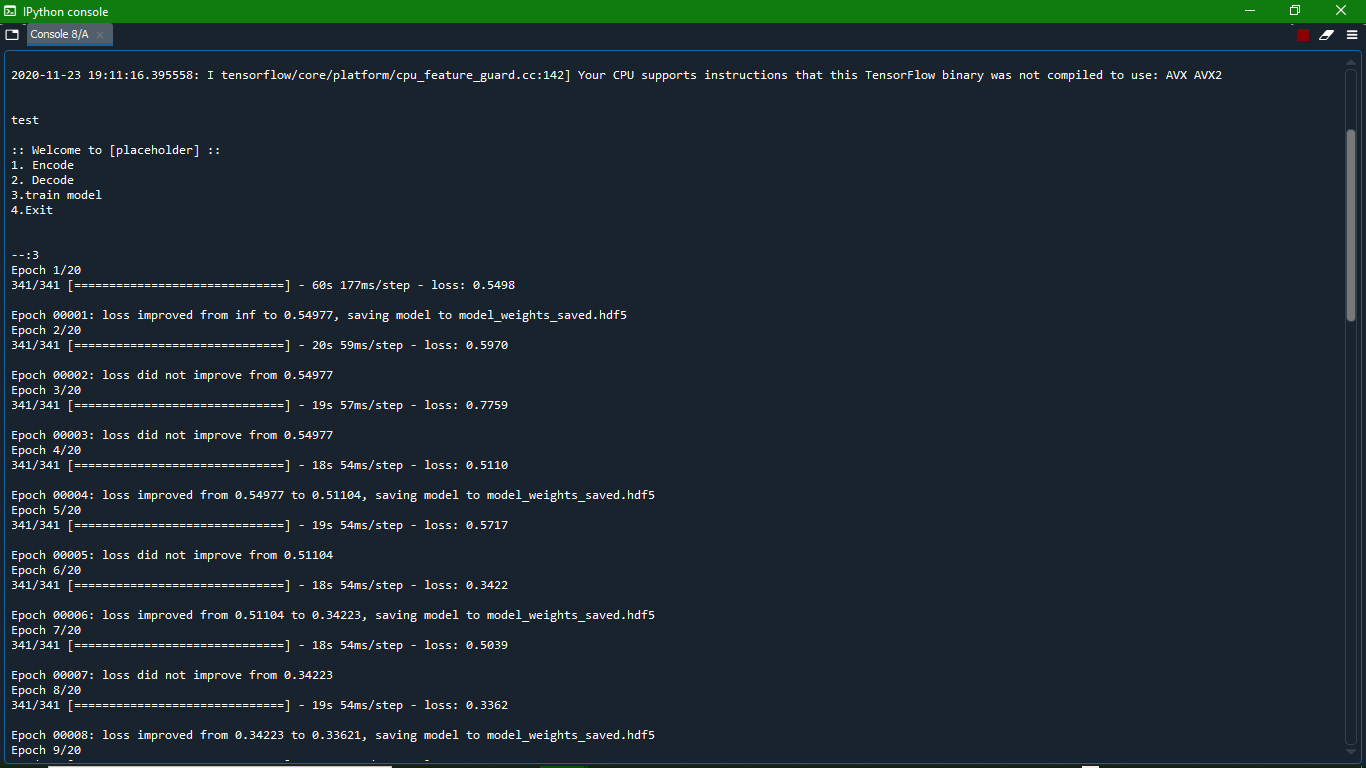 IPython console
Console 8/A
2020-11-23 19:11:16.395558: I tensorflow/core/platform/cpu_feature_guard.cc:142] Your CPU supports instructions that this TensorFlow binary was not compiled to use: AVX AVX2
test
:: Welcome to [placeholder] ::
1. Encode
2. Decode
3.train model
4.Exit
--:3
Epoch 1/20
341/341 [==============================] - 60s 177ms/step - loss: 0.5498
Epoch 00001: loss improved from inf to 0.54977, saving model to model_weights_saved.hdf5
Epoch 2/20
341/341 [==============================] - 20s 59ms/step - loss: 0.5970
Epoch 00002: loss did not improve from 0.54977
Epoch 3/20
341/341 [==============================] - 19s 57ms/step - loss: 0.7759
Epoch 00003: loss did not improve from 0.54977
Epoch 4/20
341/341 [==============================] - 18s 54ms/step - loss: 0.5110
Epoch 00004: loss improved from 0.54977 to 0.51104, saving model to model_weights_saved.hdf5
Epoch 5/20
341/341 [==============================] - 19s 54ms/step - loss: 0.5717
Epoch 00005: loss did not improve from 0.51104
Epoch 6/20
341/341 [==============================] - 18s 54ms/step - loss: 0.3422
Epoch 00006: loss improved from 0.51104 to 0.34223, saving model to model_weights_saved.hdf5
Epoch 7/20
341/341 [==============================] - 18s 54ms/step - loss: 0.5039
Epoch 00007: loss did not improve from 0.34223
Epoch 8/20
341/341 [==============================] - 19s 54ms/step - loss: 0.3362
Epoch 00008: loss improved from 0.34223 to 0.33621, saving model to model_weights_saved.hdf5
Epoch 9/20